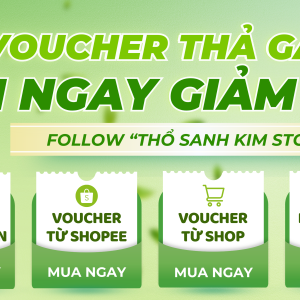 VOUCHER THẢ GA
NGAY GIẢM
FOLLOW “THỔ SANH KIM STO
VOUCHER
TỪ SHOPEE
MUA NGAY
VOUCHER
TỪ SHOP
MUA NGAY